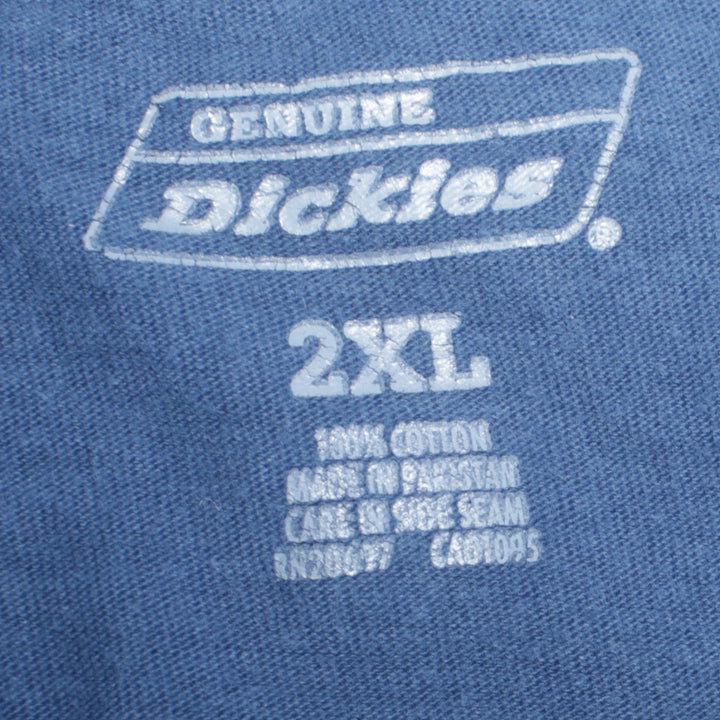 GENUINE
Dickies
2XL
100% COTTON
MADE IN PAKISTAN
CARE IN SIDE SEAM